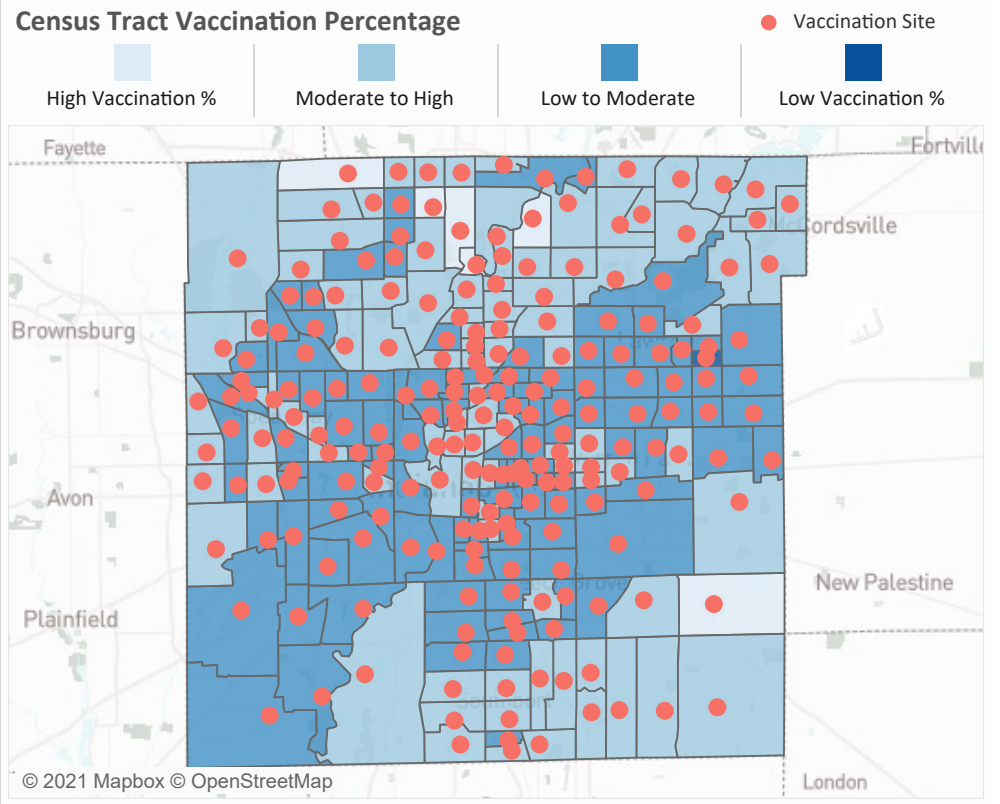 Census Tract Vaccination Percentage
Vaccination Site
High Vaccination %
Moderate to High
Low to Moderate
Low Vaccination %
Fayette
Fortville
McCordsville
Brownsburg
Avon
New Palestine
Plainfield
Southport
© 2021 Mapbox © OpenStreetMap
London